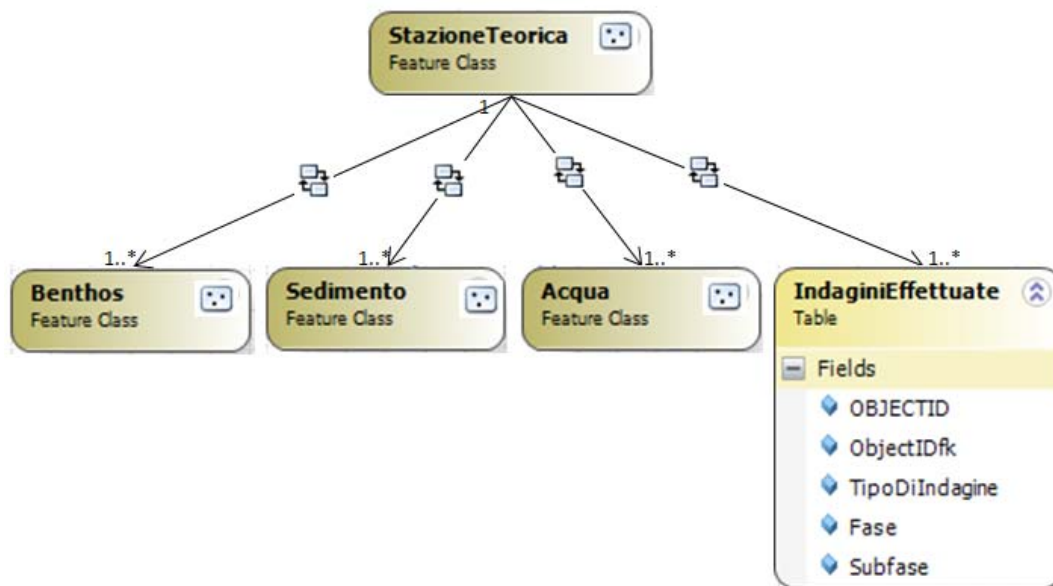 StazioneTeorica
Feature Class
1
1..*
1..*
1..*
1..*
Benthos
Feature Class
Sedimento
Feature Class
Acqua
Feature Class
IndaginiEffettuate
Table
Fields
OBJECTID
ObjectIDfk
TipoDiIndagine
Fase
Subfase